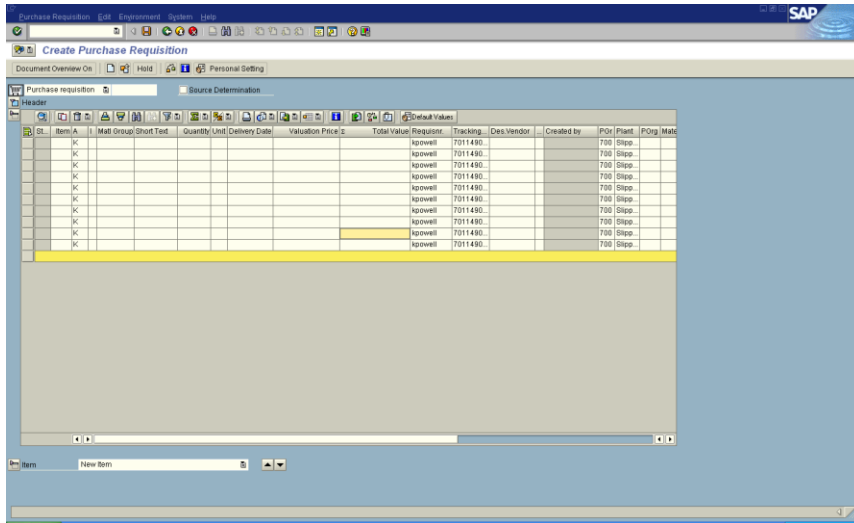 Purchase Requisition Edit Environment System Help
SAP
Create Purchase Requisition
Document Overview On Hold Personal Setting
Purchase requisition Source Determination
Header
Default Values
St... Item A I Matl Group Short Text Quantity Unit Delivery Date Valuation Price Σ Total Value Requisnr. Tracking... Des.Vendor ... Created by POr Plant POrg Mate
K kpowell 7011490... 700 Slipp...
K kpowell 7011490... 700 Slipp...
K kpowell 7011490... 700 Slipp...
K kpowell 7011490... 700 Slipp...
K kpowell 7011490... 700 Slipp...
K kpowell 7011490... 700 Slipp...
K kpowell 7011490... 700 Slipp...
K kpowell 7011490... 700 Slipp...
K kpowell 7011490... 700 Slipp...
K kpowell 7011490... 700 Slipp...
Item New Item